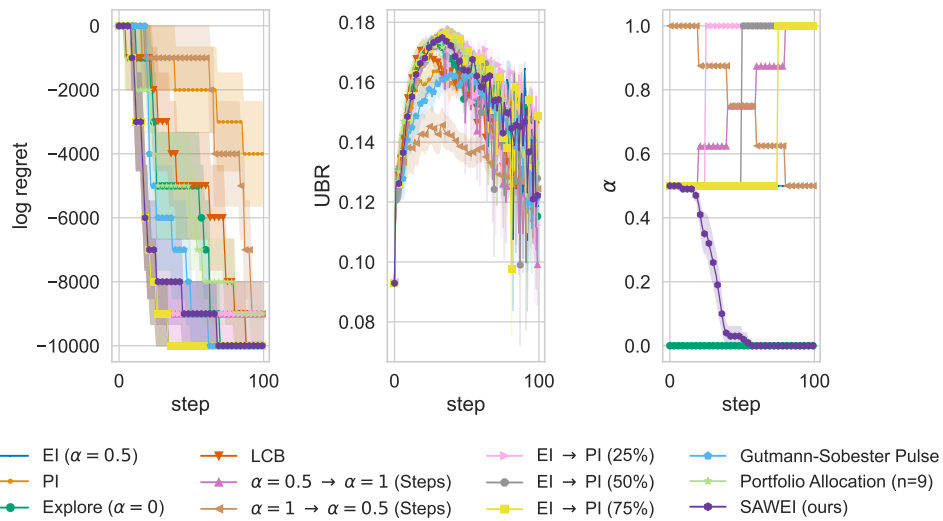 0
−2000
−4000
−6000
−8000
−10000
log regret
0
100
step
0.18
0.16
0.14
0.12
0.10
0.08
UBR
0
100
step
1.0
0.8
0.6
0.4
0.2
0.0
α
0
100
step
EI (α = 0.5)
PI
Explore (α = 0)
LCB
α = 0.5 → α = 1 (Steps)
α = 1 → α = 0.5 (Steps)
EI → PI (25%)
EI → PI (50%)
EI → PI (75%)
Gutmann-Sobester Pulse
Portfolio Allocation (n=9)
SAWEI (ours)